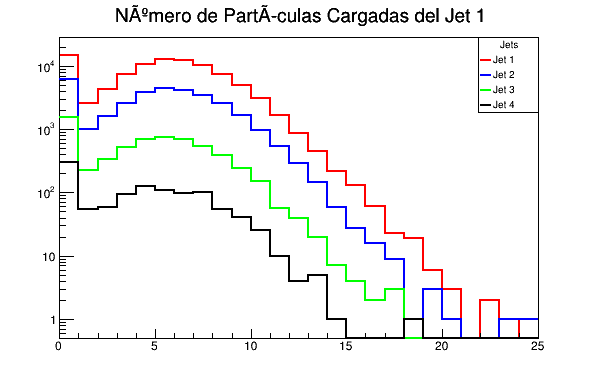 NÃºmero de PartÃ­culas Cargadas del Jet 1
Jets
Jet 1
Jet 2
Jet 3
Jet 4
10⁴
10³
10²
10
1
0 5 10 15 20 25